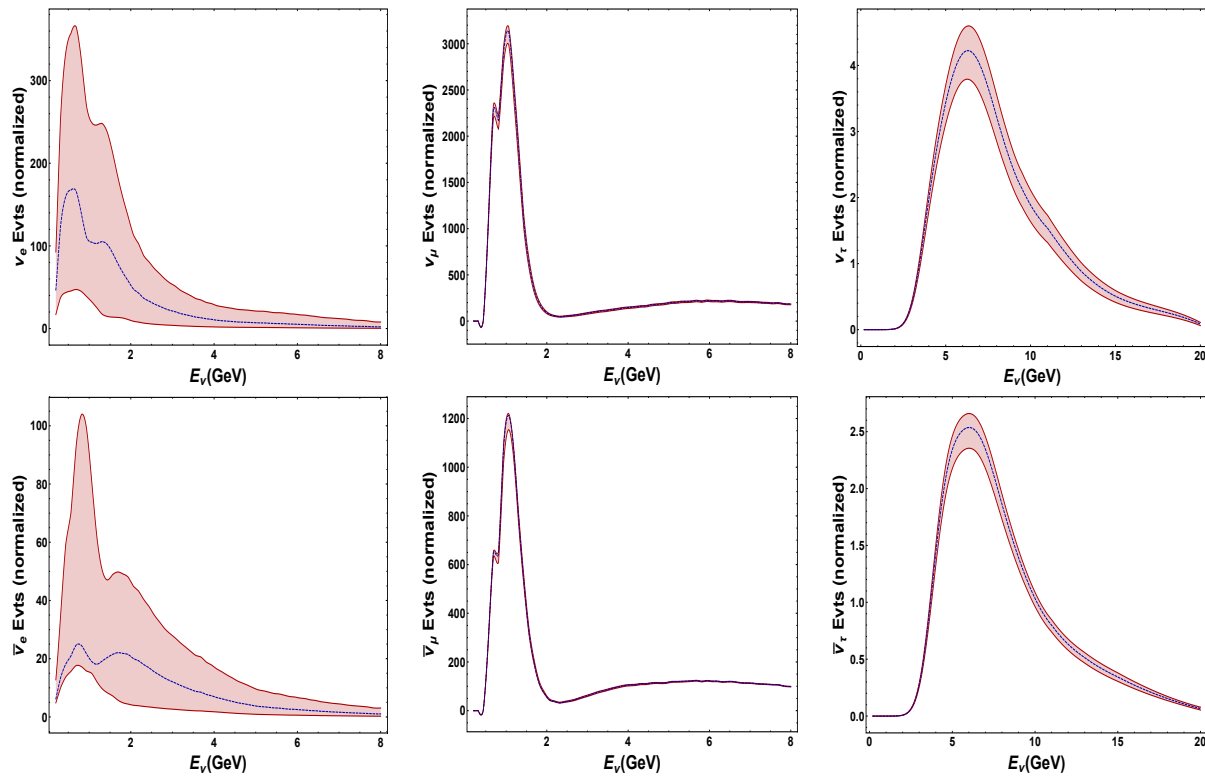 ν_e Evts (normalized)
300
200
100
0
2 4 6 8
E_ν(GeV)
ν_μ Evts (normalized)
3000
2500
2000
1500
1000
500
0
0 2 4 6 8
E_ν(GeV)
ν_τ Evts (normalized)
4
3
2
1
0
0 5 10 15 20
E_ν(GeV)
ν̅_e Evts (normalized)
100
80
60
40
20
0
2 4 6 8
E_ν(GeV)
ν̅_μ Evts (normalized)
1200
1000
800
600
400
200
0
0 2 4 6 8
E_ν(GeV)
ν̅_τ Evts (normalized)
2.5
2.0
1.5
1.0
0.5
0.0
0 5 10 15 20
E_ν(GeV)